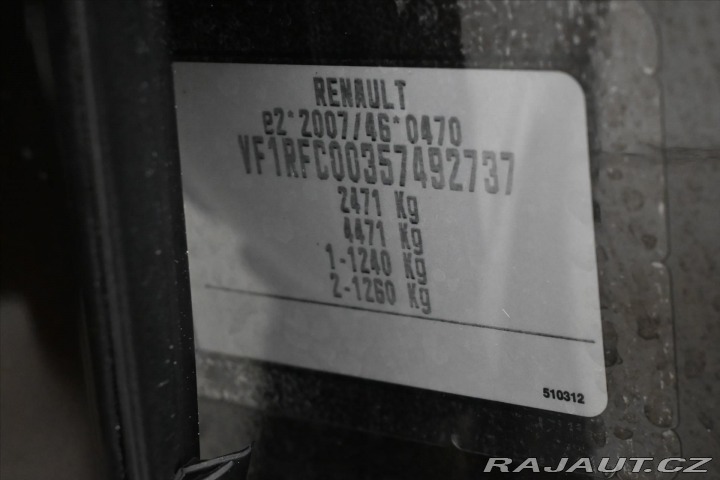 RENAULT
e2*2007/46*0470
VF1RFC00357492737
2471 Kg
4471 Kg
1-1240 Kg
2-1260 Kg
510312
RAJAUT.CZ